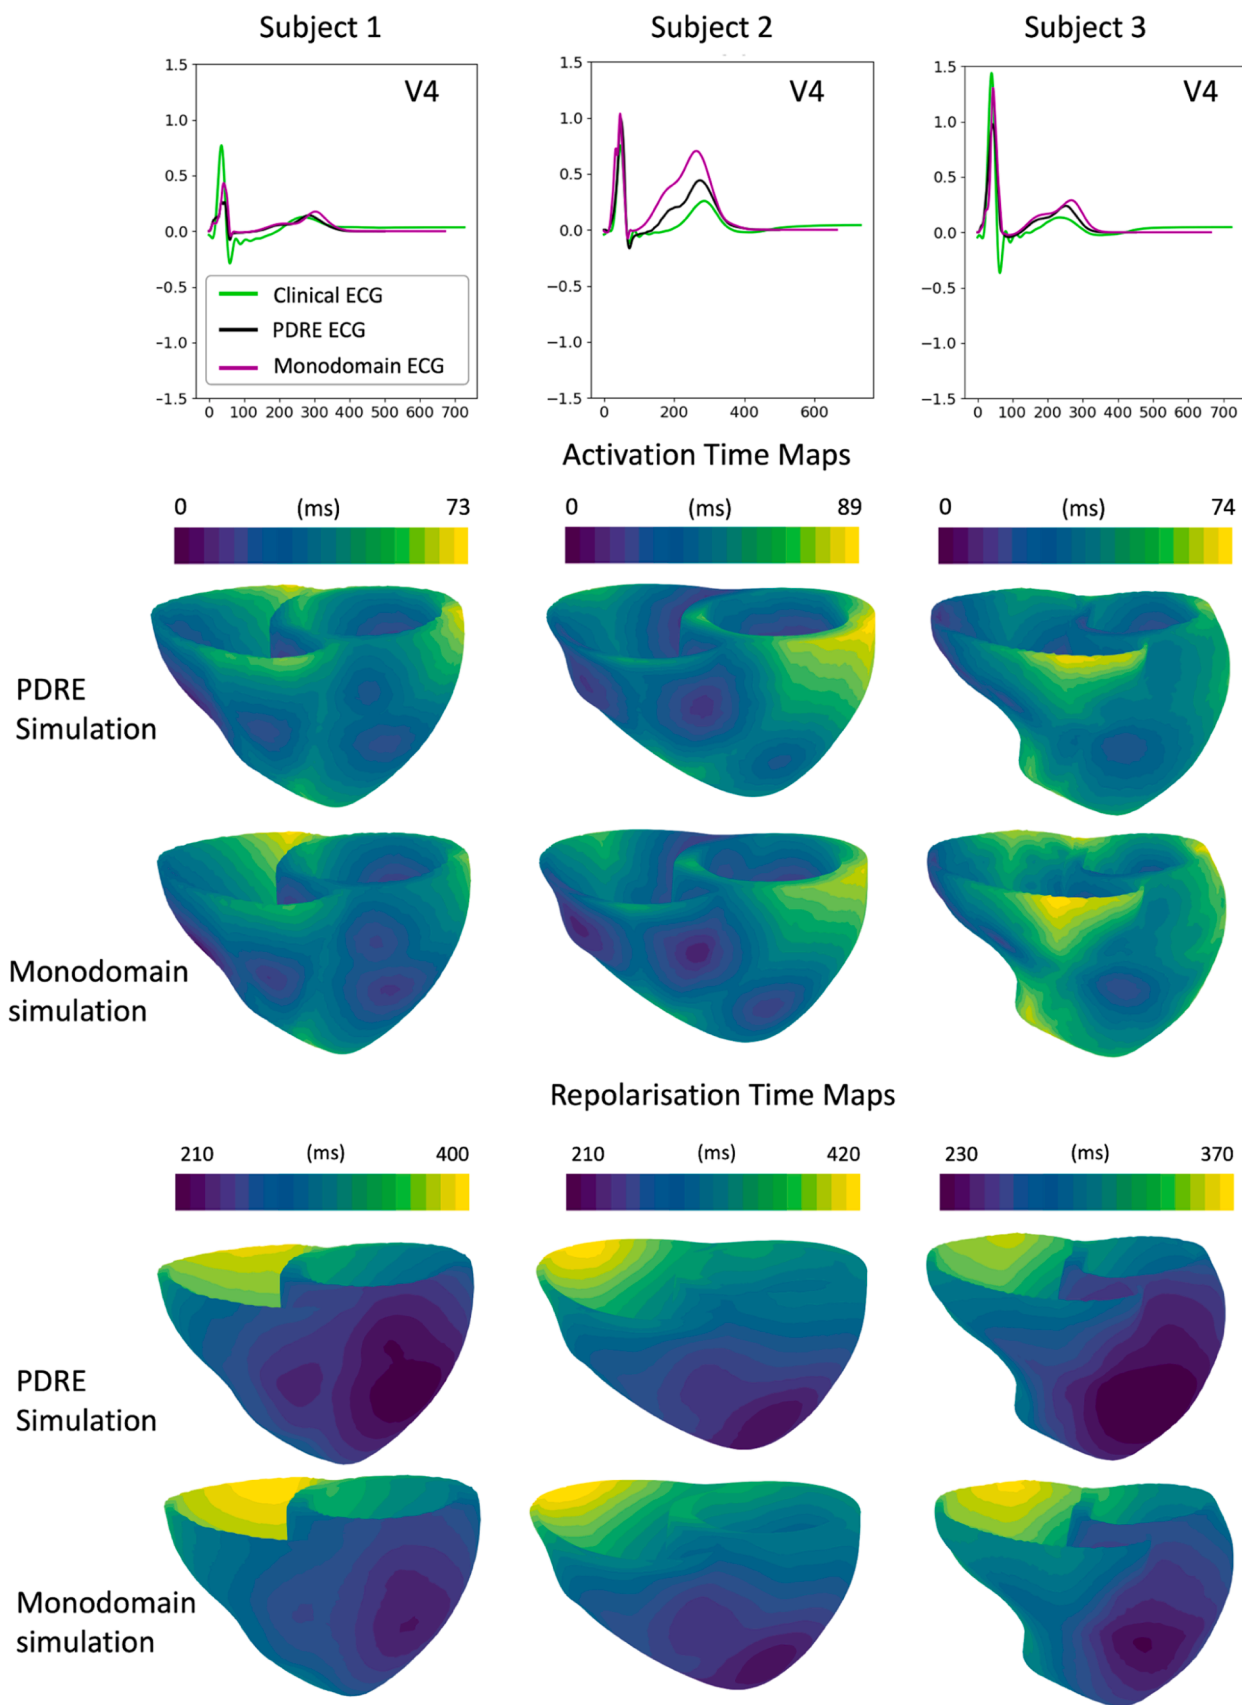 Subject 1 Subject 2 Subject 3
1.5 1.5 1.5
V4 V4 V4
1.0 1.0 1.0
0.5 0.5 0.5
0.0 0.0 0.0
−0.5 −0.5 −0.5
−1.0 −1.0 −1.0
-1.5 −1.5 −1.5
Clinical ECG
PDRE ECG
Monodomain ECG
0 100 200 300 400 500 600 700 0 200 400 600 0 100 200 300 400 500 600 700
Activation Time Maps
0 (ms) 73 0 (ms) 89 0 (ms) 74
PDRE
Simulation
Monodomain
simulation
Repolarisation Time Maps
210 (ms) 400 210 (ms) 420 230 (ms) 370
PDRE
Simulation
Monodomain
simulation